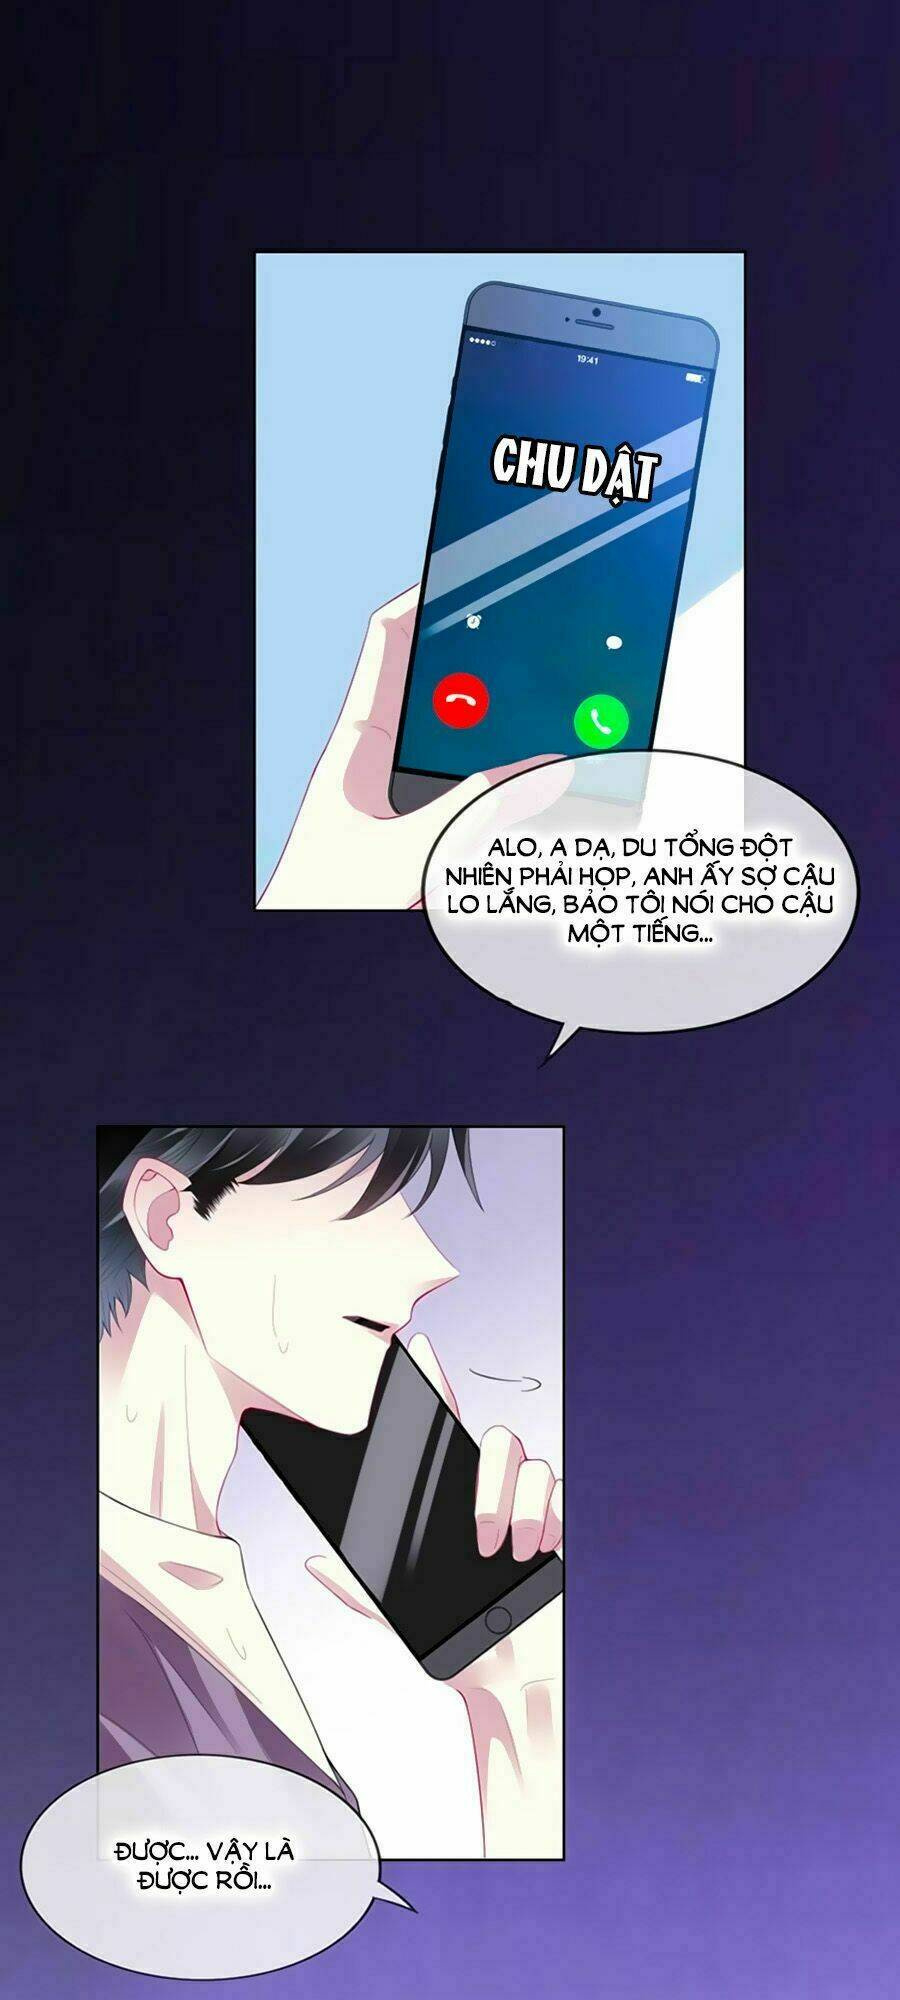 19:41
CHU DẬT
ALO, A DẠ, DU TỔNG ĐỘT
NHIÊN PHẢI HỌP, ANH ẤY SỢ CẬU
LO LẮNG, BẢO TÔI NÓI CHO CẬU
MỘT TIẾNG...
ĐƯỢC... VẬY LÀ
ĐƯỢC RỒI...